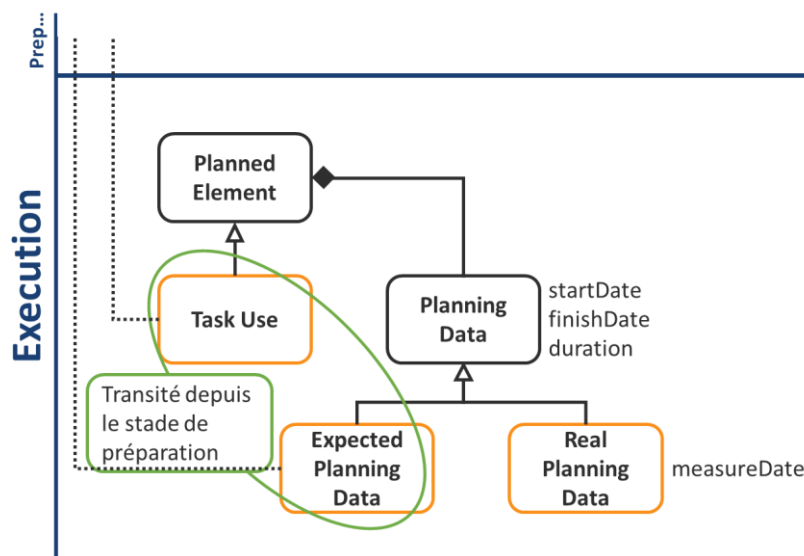 Prep...
Execution
Planned
Element
Task Use
Planning
Data
startDate
finishDate
duration
Transité depuis
le stade de
préparation
Expected
Planning
Data
Real
Planning
Data
measureDate